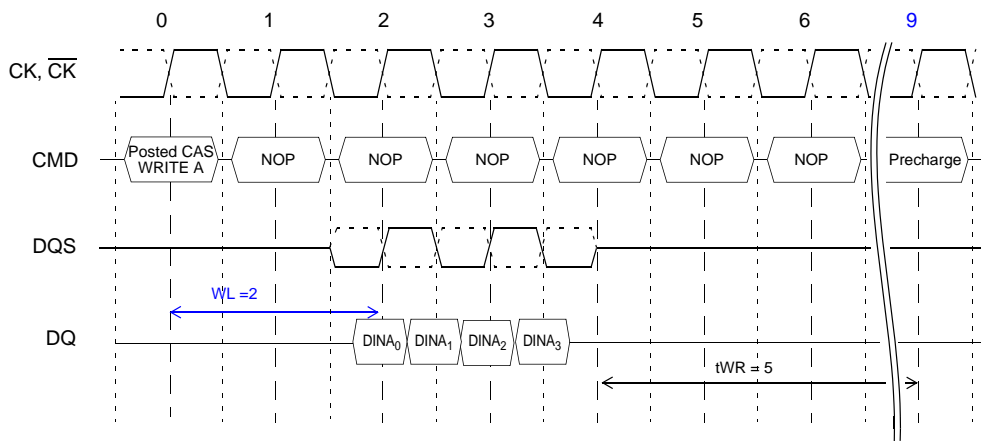 0 1 2 3 4 5 6 9
CK, C̅K̅
CMD
Posted CAS
WRITE A
NOP NOP NOP NOP NOP NOP Precharge
DQS
WL =2
DQ
DINA₀ DINA₁ DINA₂ DINA₃
tWR = 5